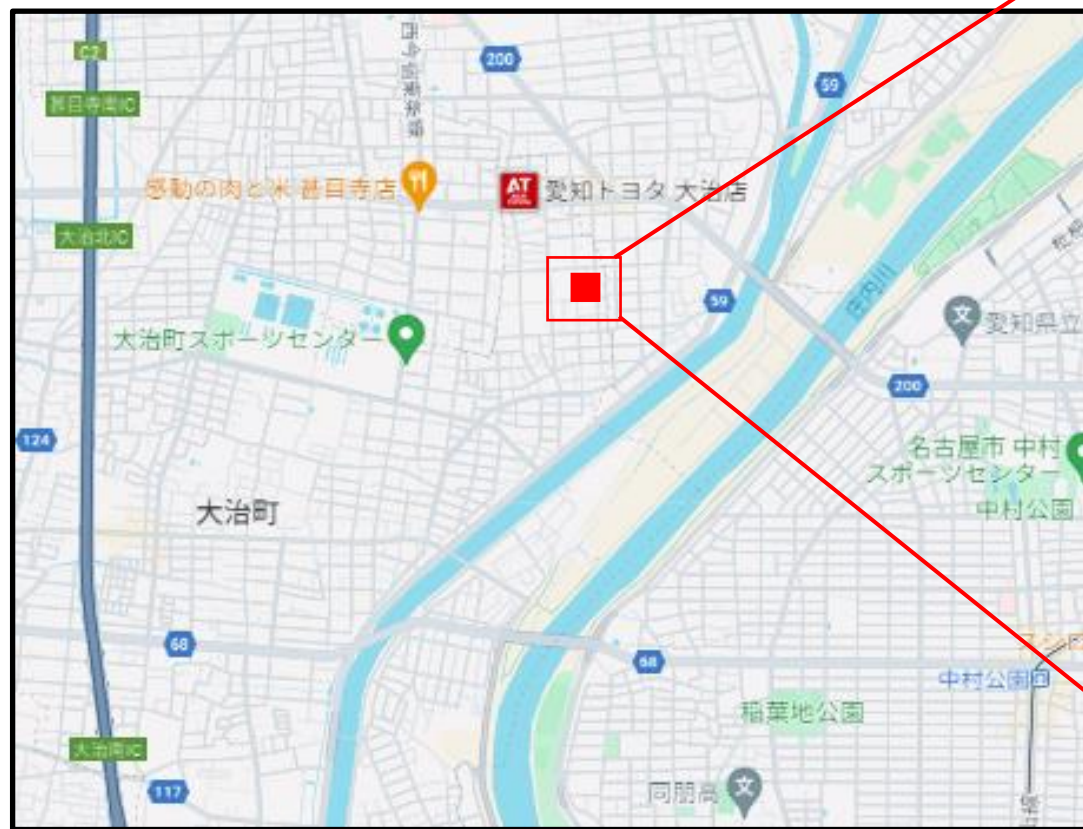 C2
200
59
甚目寺南IC
感動の肉と米 甚目寺店
AT
愛知トヨタ 大治店
大治北IC
59
庄内川
大治町スポーツセンター
愛知県立
200
124
名古屋市 中村
スポーツセンター
中村公園
大治町
68
68
中村公園
稲葉地公園
大治南IC
117
同朋高